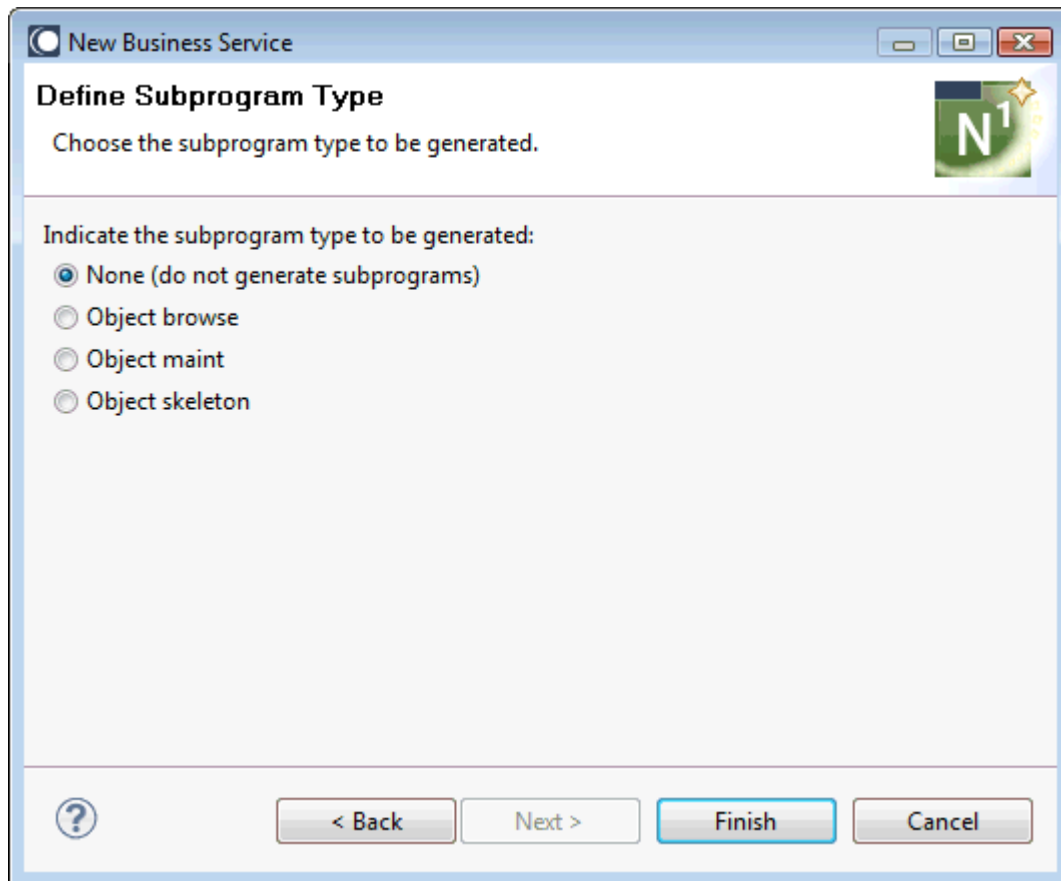 New Business Service
Define Subprogram Type
Choose the subprogram type to be generated.
N1
Indicate the subprogram type to be generated:
None (do not generate subprograms)
Object browse
Object maint
Object skeleton
?
< Back Next > Finish Cancel